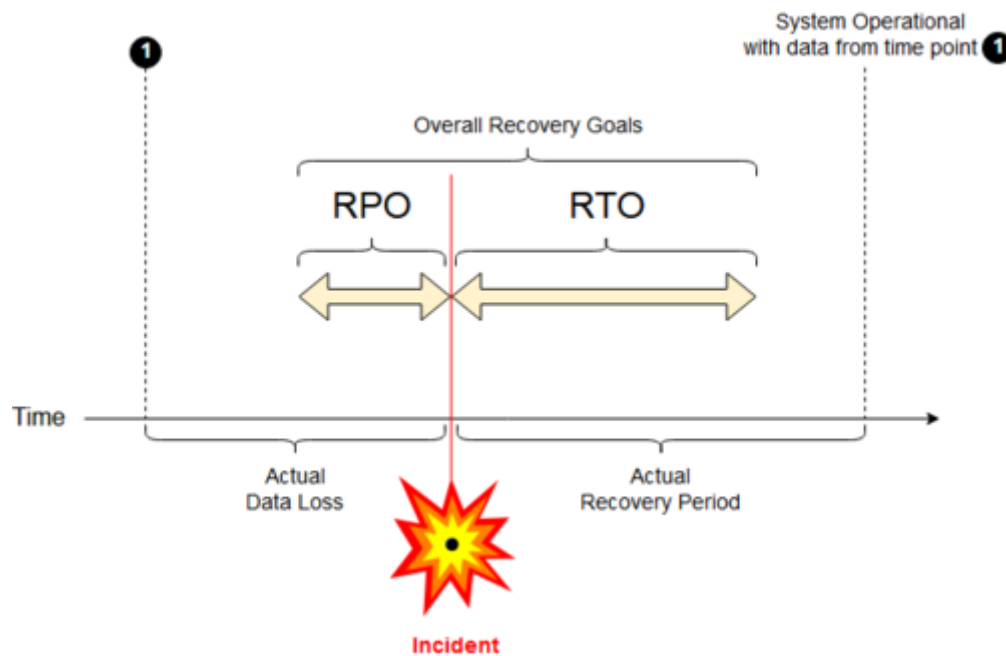 System Operational
with data from time point 1
1
Overall Recovery Goals
RPO
RTO
Time
Actual
Data Loss
Actual
Recovery Period
Incident